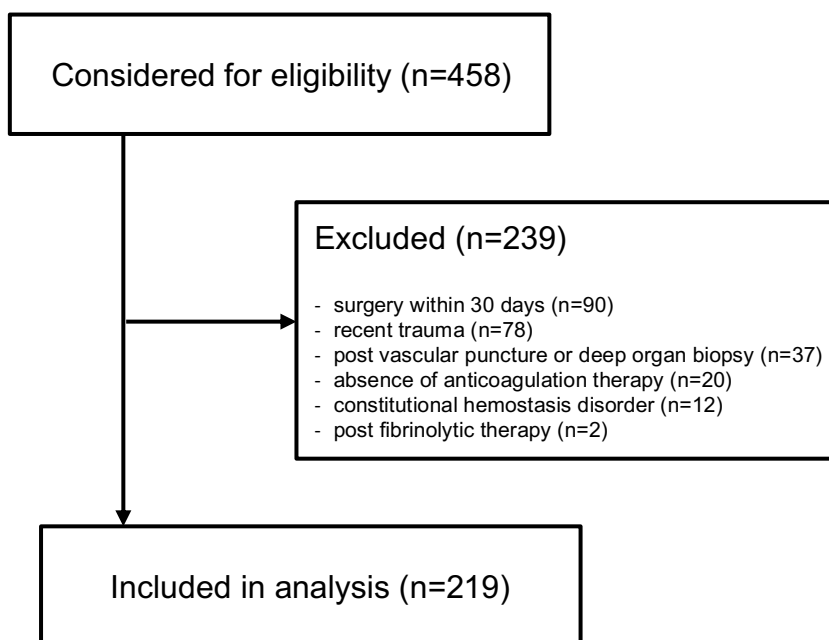 Considered for eligibility (n=458)
Excluded (n=239)
- surgery within 30 days (n=90)
- recent trauma (n=78)
- post vascular puncture or deep organ biopsy (n=37)
- absence of anticoagulation therapy (n=20)
- constitutional hemostasis disorder (n=12)
- post fibrinolytic therapy (n=2)
Included in analysis (n=219)